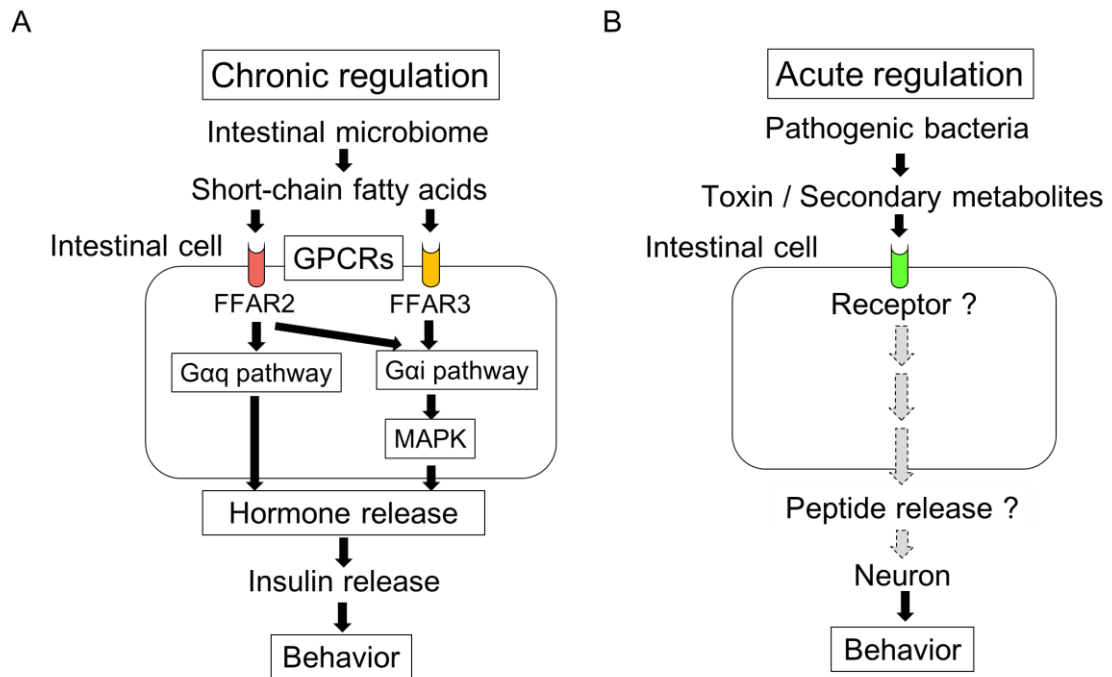 A
Chronic regulation
Intestinal microbiome
Short-chain fatty acids
Intestinal cell
GPCRs
FFAR2
FFAR3
Gαq pathway
Gαi pathway
MAPK
Hormone release
Insulin release
Behavior
B
Acute regulation
Pathogenic bacteria
Toxin / Secondary metabolites
Intestinal cell
Receptor ?
Peptide release ?
Neuron
Behavior